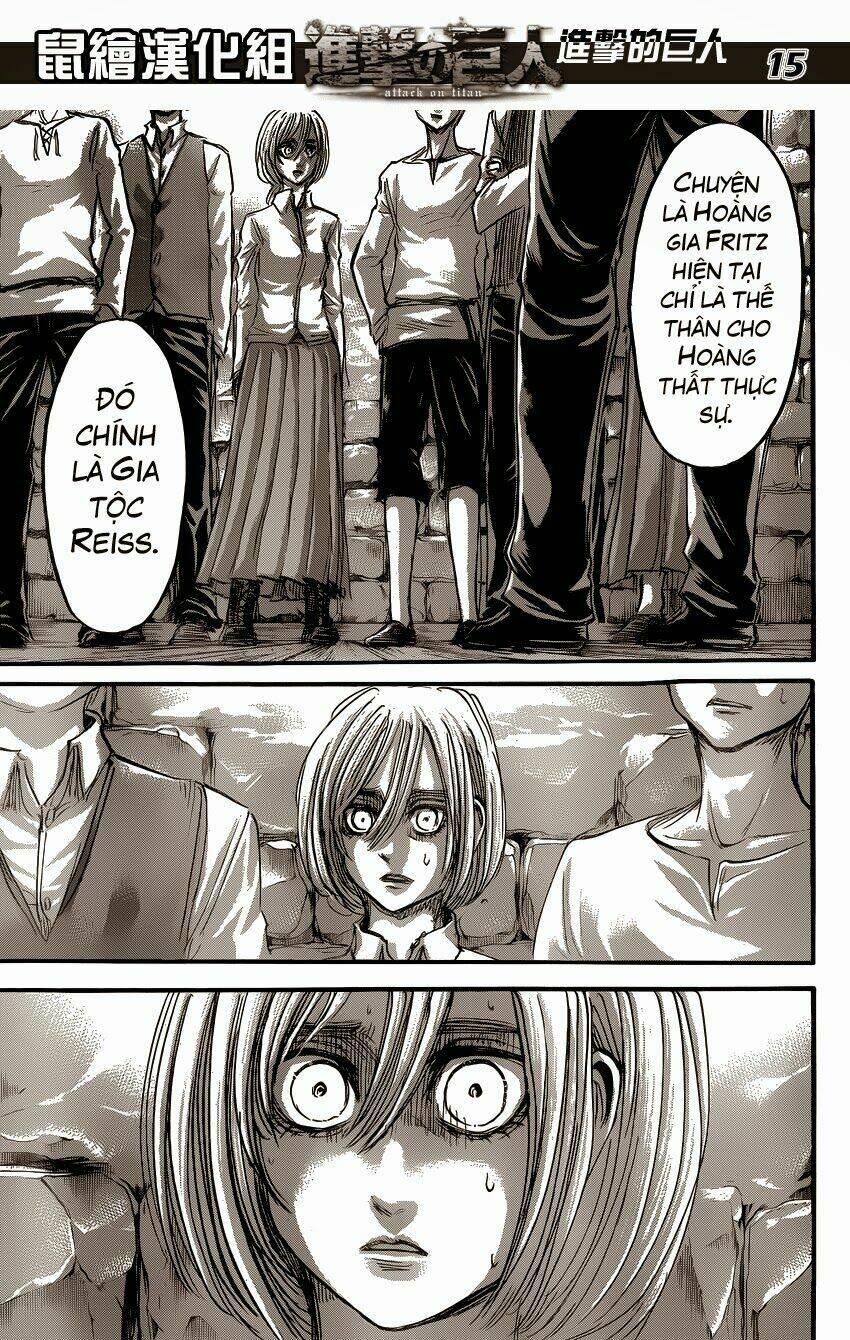 鼠繪漢化組
進撃の巨人
attack on titan
進擊的巨人
15
CHUYỆN
LÀ HOÀNG
GIA FRITZ
HIỆN TẠI
CHỈ LÀ THẾ
THÂN CHO
HOÀNG
THẤT THỰC
SỰ.
ĐÓ
CHÍNH
LÀ GIA
TỘC
REISS.